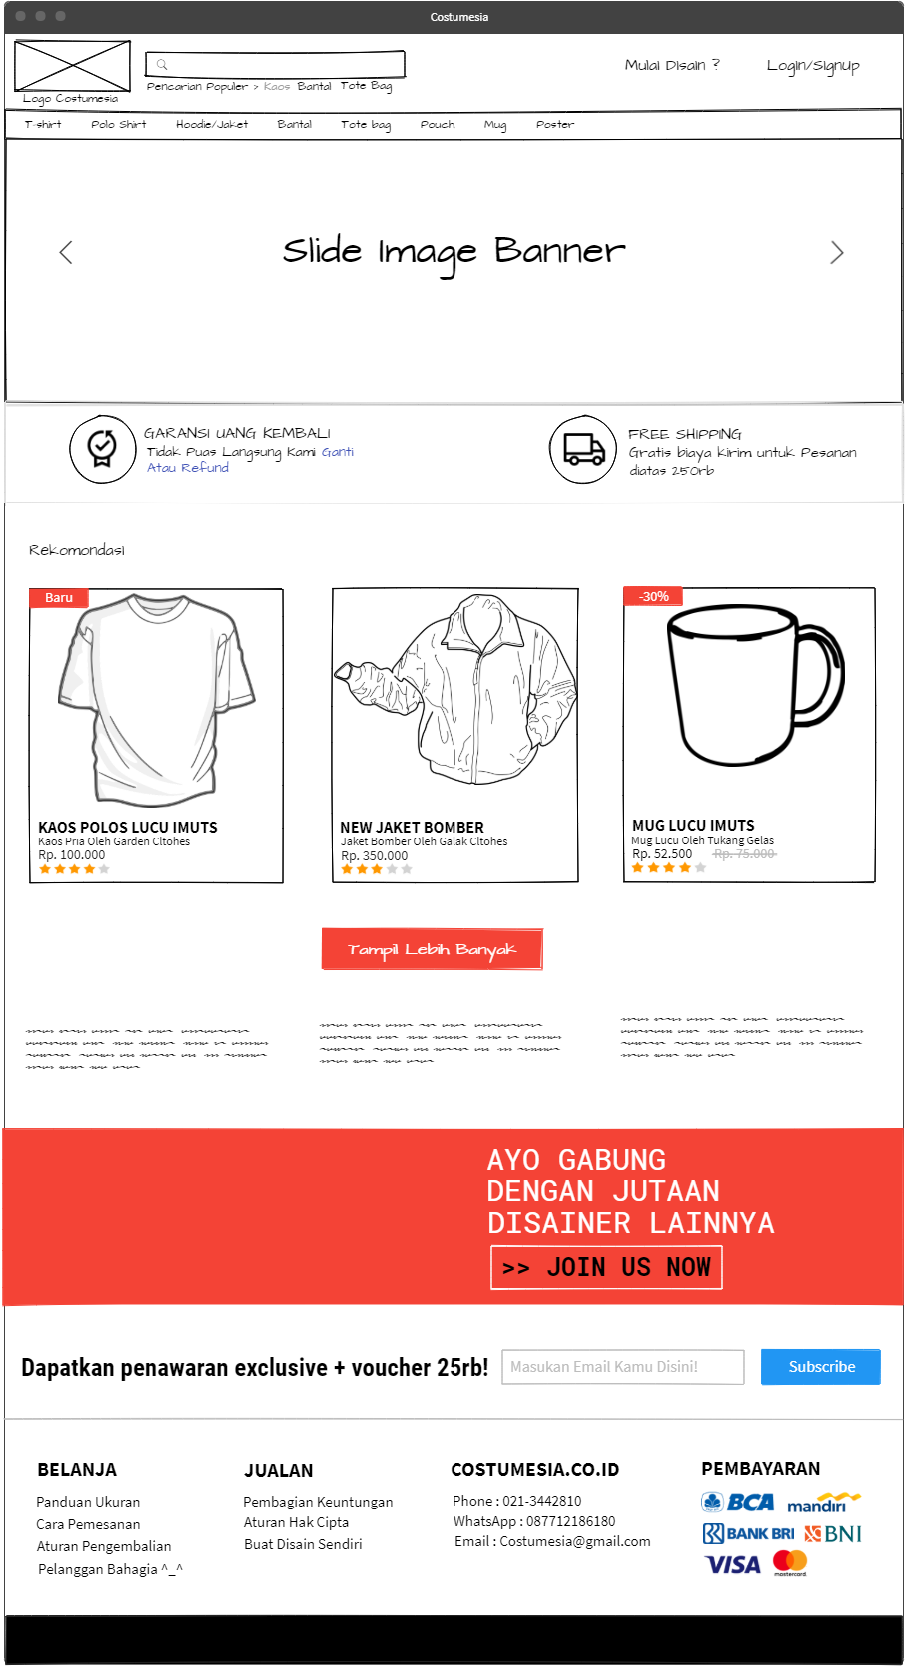 Costumesia
Logo Costumesia
Pencarian Populer > Kaos Bantal Tote Bag
Mulai Disain ?
Login/Signup
T-shirt Polo Shirt Hoodie/Jaket Bantal Tote bag Pouch Mug Poster
Slide Image Banner
GARANSI UANG KEMBALI
Tidak Puas Langsung Kami Ganti
Atau Refund
FREE SHIPPING
Gratis biaya kirim untuk Pesanan
diatas 250rb
Rekomondasi
Baru
KAOS POLOS LUCU IMUTS
Kaos Pria Oleh Garden Cltohes
Rp. 100.000
NEW JAKET BOMBER
Jaket Bomber Oleh Galak Cltohes
Rp. 350.000
-30%
MUG LUCU IMUTS
Mug Lucu Oleh Tukang Gelas
Rp. 52.500 Rp. 75.000
Tampil Lebih Banyak
AYO GABUNG
DENGAN JUTAAN
DISAINER LAINNYA
>> JOIN US NOW
Dapatkan penawaran exclusive + voucher 25rb!
Masukan Email Kamu Disini!
Subscribe
BELANJA
Panduan Ukuran
Cara Pemesanan
Aturan Pengembalian
Pelanggan Bahagia ^_^
JUALAN
Pembagian Keuntungan
Aturan Hak Cipta
Buat Disain Sendiri
COSTUMESIA.CO.ID
Phone : 021-3442810
WhatsApp : 087712186180
Email : Costumesia@gmail.com
PEMBAYARAN
BCA mandiri
BANK BRI BNI
VISA mastercard